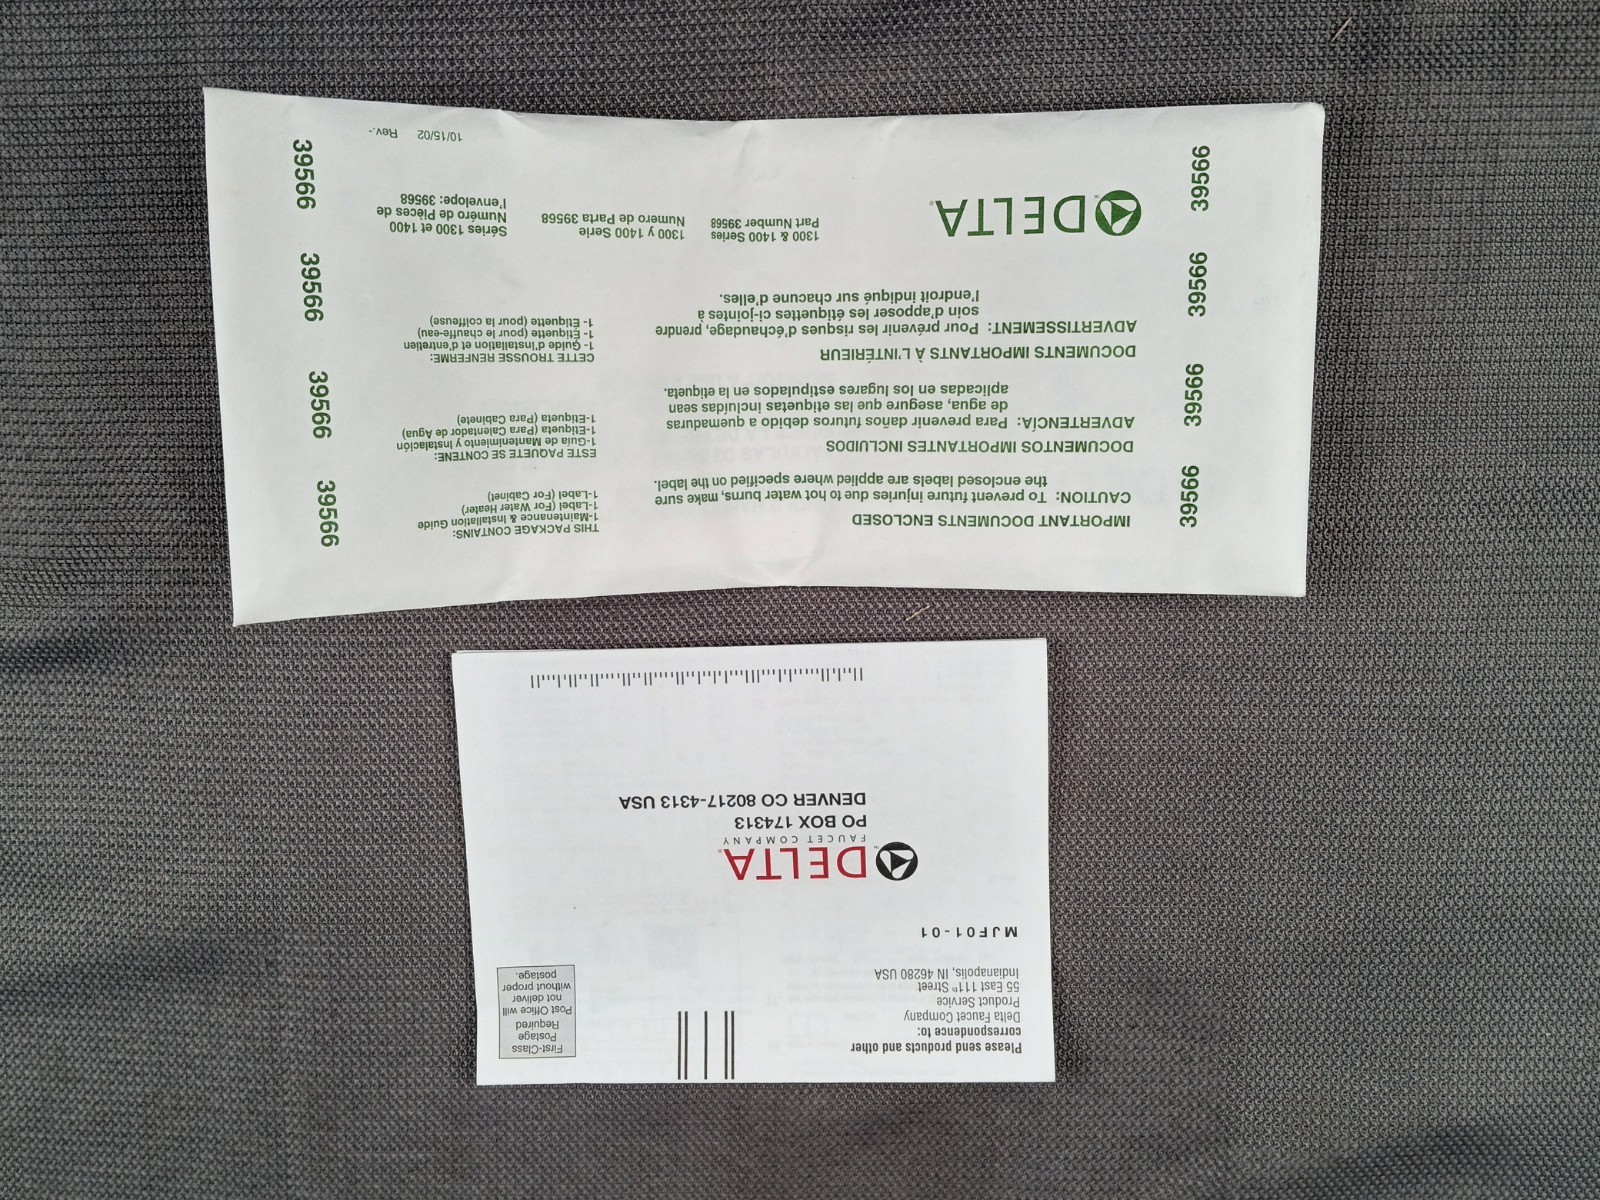 Please send products and other
correspondence to:
Delta Faucet Company
Product Service
55 East 111th Street
Indianapolis, IN 46280 USA
First-Class
Postage
Required
Post Office will
not deliver
without proper
postage.
MJF01-01
DELTA
FAUCET COMPANY
PO BOX 174313
DENVER CO 80217-4313 USA
39566 39566 39566 39566
IMPORTANT DOCUMENTS ENCLOSED
CAUTION: To prevent future injuries due to hot water burns, make sure
the enclosed labels are applied where specified on the label.
DOCUMENTOS IMPORTANTES INCLUIDOS
ADVERTENCIA: Para prevenir daños futuros debido a quemaduras
de agua, asegure que las etiquetas incluídas sean
aplicadas en los lugares estipulados en la etiqueta.
DOCUMENTS IMPORTANTS À L'INTÉRIEUR
ADVERTISSEMENT: Pour prévenir les risques d'échaudage, prendre
soin d'apposer les étiquettes ci-jointes à
l'endroit indiqué sur chacune d'elles.
THIS PACKAGE CONTAINS:
1-Maintenance & Installation Guide
1-Label (For Water Heater)
1-Label (For Cabinet)
ESTE PAQUETE SE CONTENE:
1-Guía de Mantenimiento y Instalación
1-Etiqueta (Para Calentador de Agua)
1-Etiqueta (Para Cabinete)
CETTE TROUSSE RENFERME:
1- Guide d'installation et d'entretien
1- Étiquette (pour le chauffe-eau)
1- Étiquette (pour la coiffeuse)
DELTA
1300 & 1400 Series
Part Number 39568
1300 y 1400 Serie
Numero de Parta 39568
Séries 1300 et 1400
Numéro de Pièces de
l'envelope: 39568
10/15/02 Rev.-
39566 39566 39566 39566